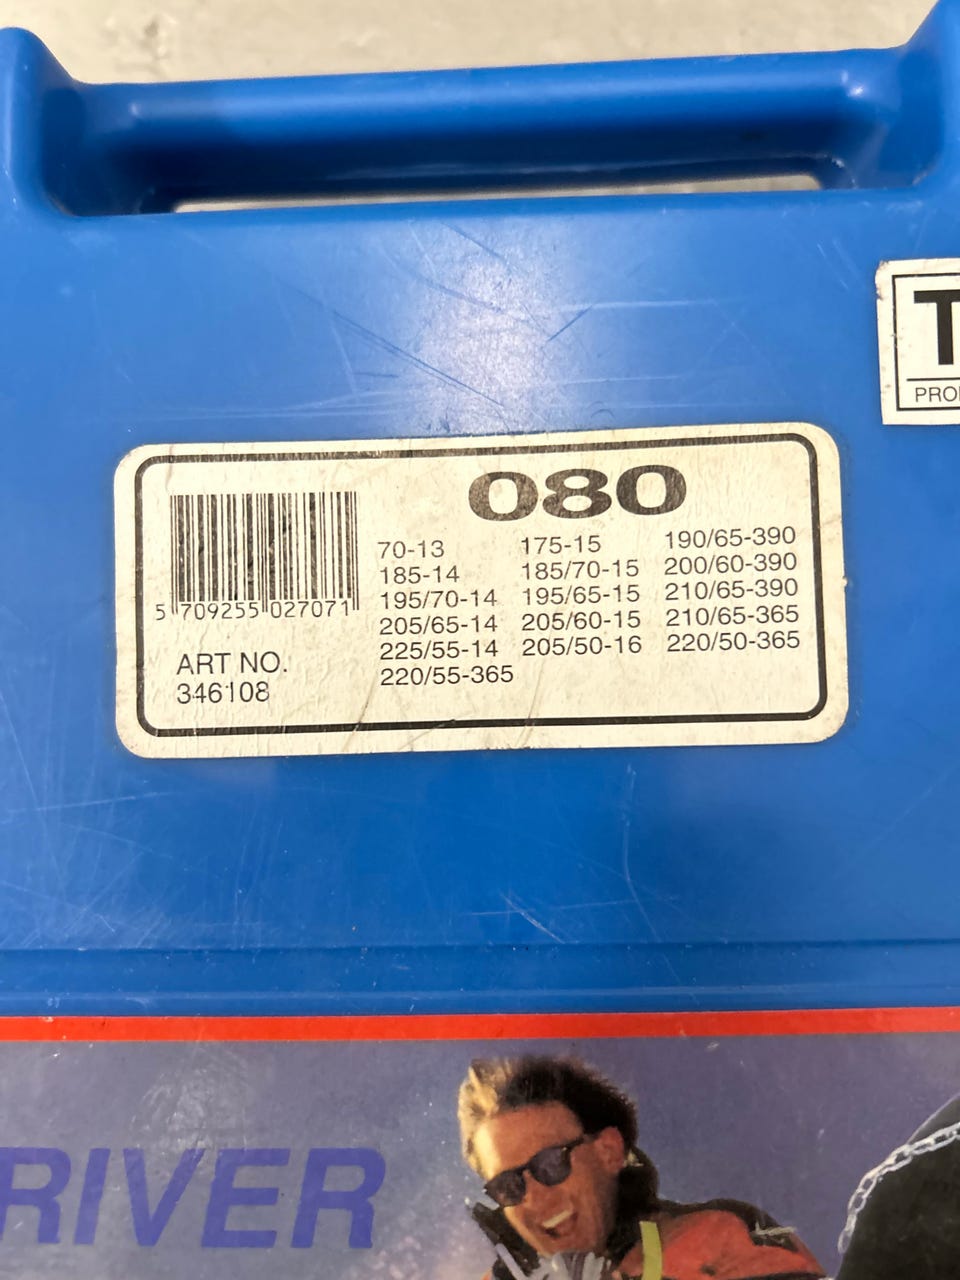 T
080
70-13 175-15 190/65-390
185-14 185/70-15 200/60-390
195/70-14 195/65-15 210/65-390
205/65-14 205/60-15 210/65-365
225/55-14 205/50-16 220/50-365
220/55-365
5 709255 027071
ART NO.
346108
RIVER